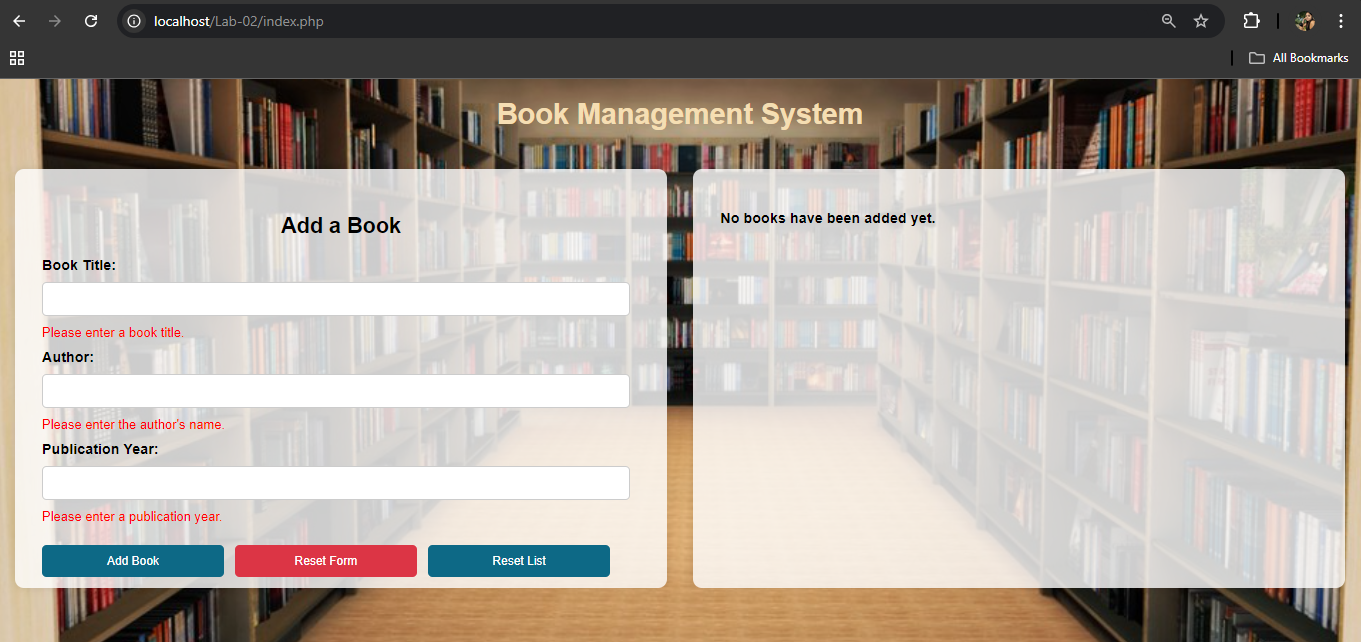 localhost/Lab-02/index.php
All Bookmarks
Book Management System
Add a Book
Book Title:
Please enter a book title.
Author:
Please enter the author's name.
Publication Year:
Please enter a publication year.
Add Book
Reset Form
Reset List
No books have been added yet.